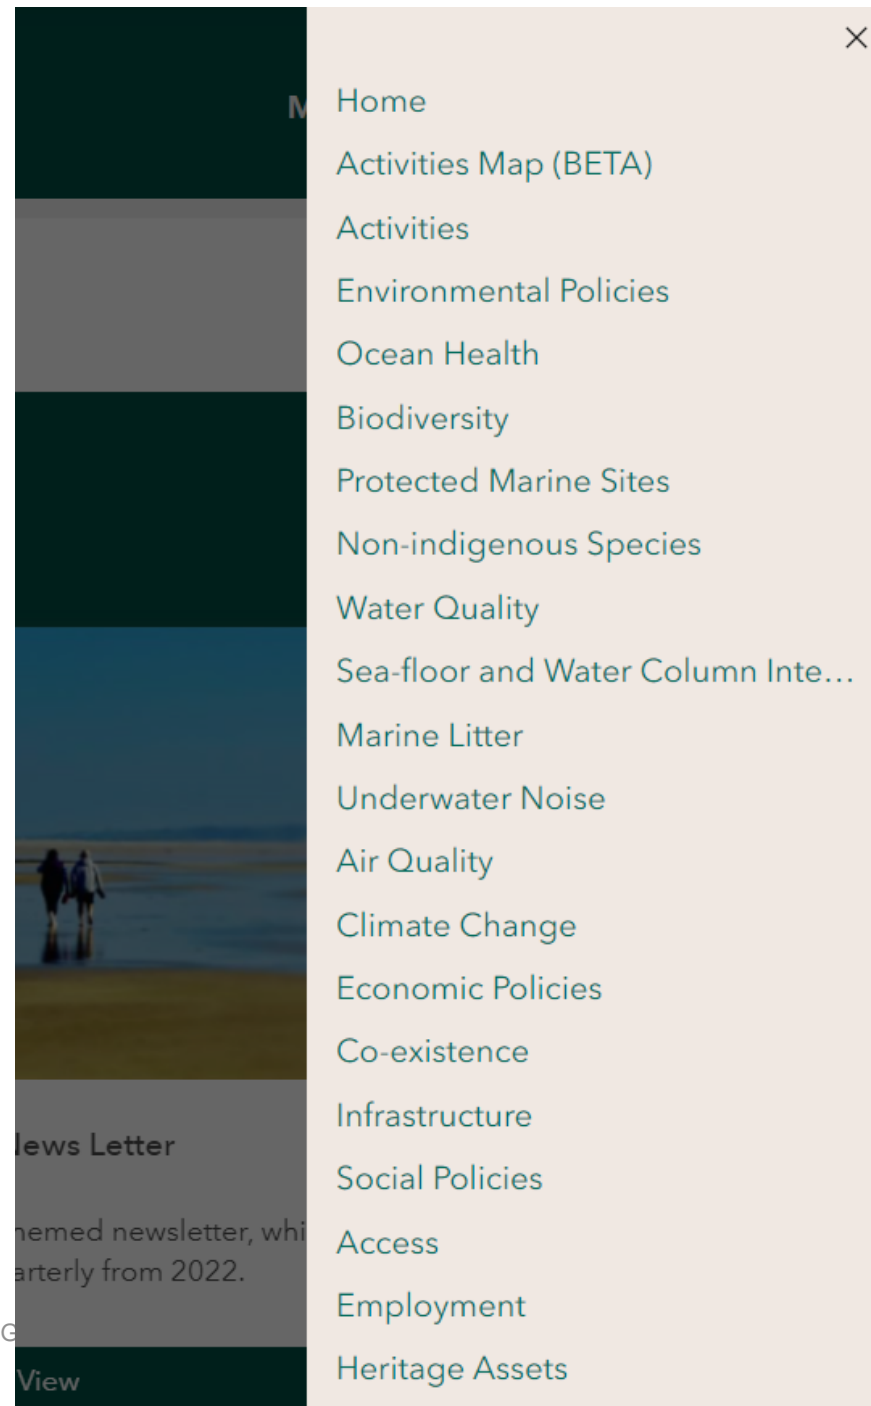 Home
Activities Map (BETA)
Activities
Environmental Policies
Ocean Health
Biodiversity
Protected Marine Sites
Non-indigenous Species
Water Quality
Sea-floor and Water Column Inte…
Marine Litter
Underwater Noise
Air Quality
Climate Change
Economic Policies
Co-existence
Infrastructure
Social Policies
Access
Employment
Heritage Assets
M
News Letter
hemed newsletter, whi
arterly from 2022.
G
View